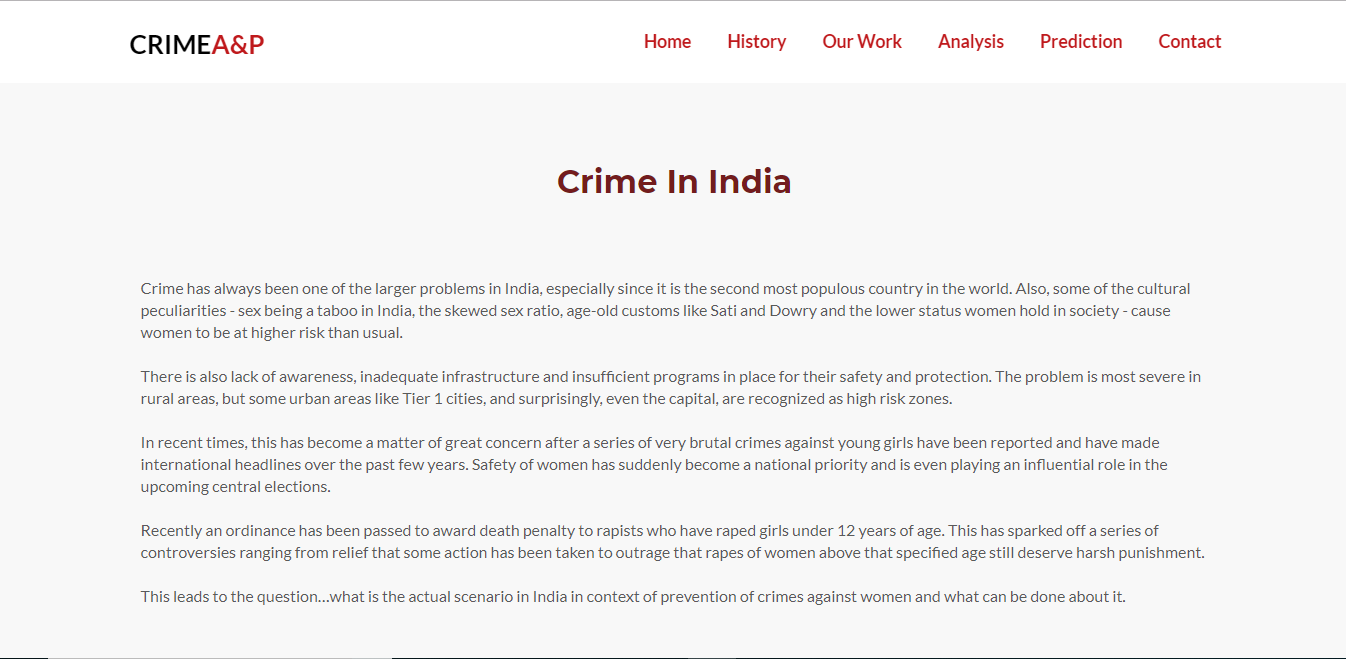 CRIMEA&P
Home History Our Work Analysis Prediction Contact
Crime In India
Crime has always been one of the larger problems in India, especially since it is the second most populous country in the world. Also, some of the cultural
peculiarities - sex being a taboo in India, the skewed sex ratio, age-old customs like Sati and Dowry and the lower status women hold in society - cause
women to be at higher risk than usual.
There is also lack of awareness, inadequate infrastructure and insufficient programs in place for their safety and protection. The problem is most severe in
rural areas, but some urban areas like Tier 1 cities, and surprisingly, even the capital, are recognized as high risk zones.
In recent times, this has become a matter of great concern after a series of very brutal crimes against young girls have been reported and have made
international headlines over the past few years. Safety of women has suddenly become a national priority and is even playing an influential role in the
upcoming central elections.
Recently an ordinance has been passed to award death penalty to rapists who have raped girls under 12 years of age. This has sparked off a series of
controversies ranging from relief that some action has been taken to outrage that rapes of women above that specified age still deserve harsh punishment.
This leads to the question...what is the actual scenario in India in context of prevention of crimes against women and what can be done about it.